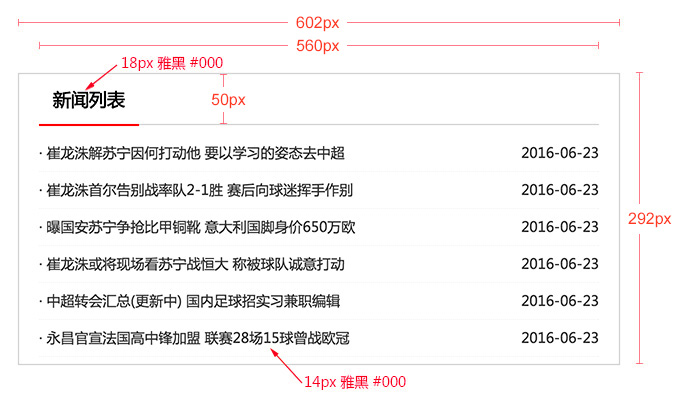 602px
560px
18px 雅黑 #000
新闻列表
50px
· 崔龙洙解苏宁因何打动他 要以学习的姿态去中超 2016-06-23
· 崔龙洙首尔告别战率队2-1胜 赛后向球迷挥手作别 2016-06-23
· 曝国安苏宁争抢比甲铜靴 意大利国脚身价650万欧 2016-06-23
292px
· 崔龙洙或将现场看苏宁战恒大 称被球队诚意打动 2016-06-23
· 中超转会汇总(更新中) 国内足球招实习兼职编辑 2016-06-23
· 永昌官宣法国高中锋加盟 联赛28场15球曾战欧冠 2016-06-23
14px 雅黑 #000